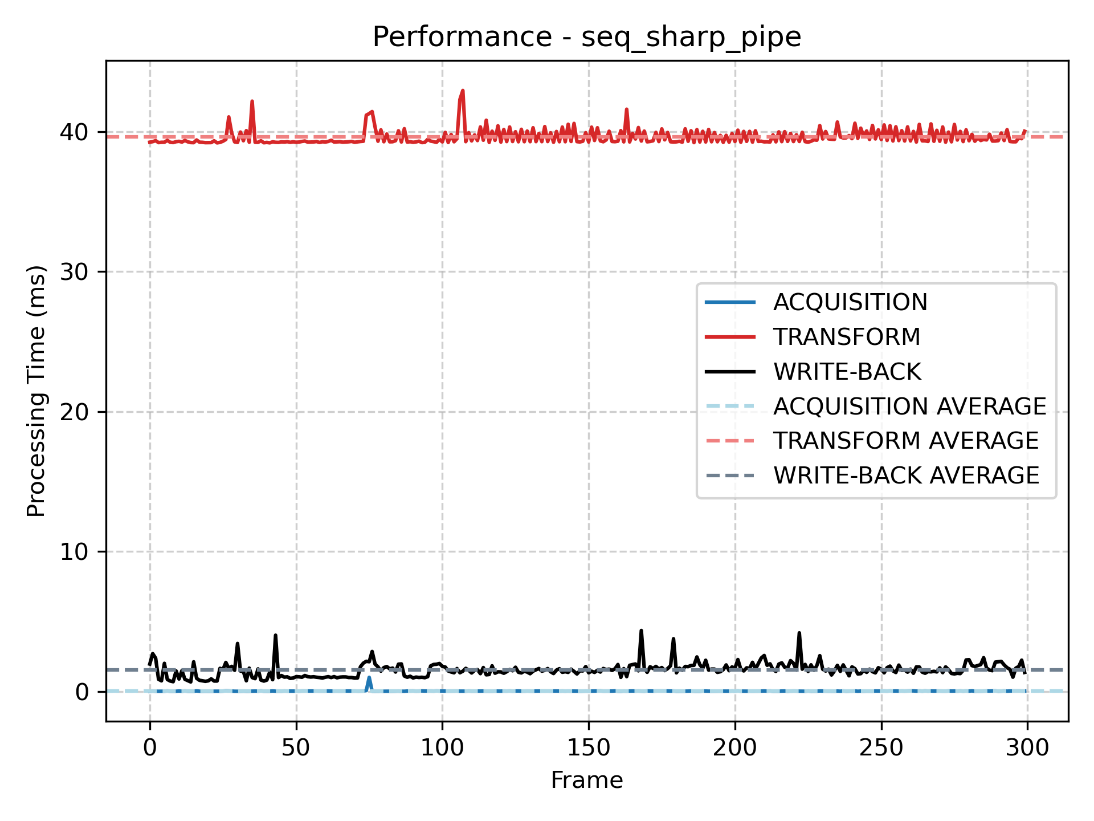 Performance - seq_sharp_pipe
Processing Time (ms)
40
30
20
10
0
ACQUISITION
TRANSFORM
WRITE-BACK
ACQUISITION AVERAGE
TRANSFORM AVERAGE
WRITE-BACK AVERAGE
0 50 100 150 200 250 300
Frame